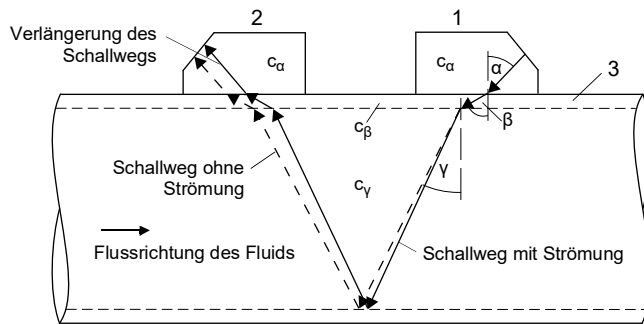 2
1
Verlängerung des
Schallwegs
cα
cα
α
3
cβ
β
Schallweg ohne
Strömung
cγ
γ
Flussrichtung des Fluids
Schallweg mit Strömung